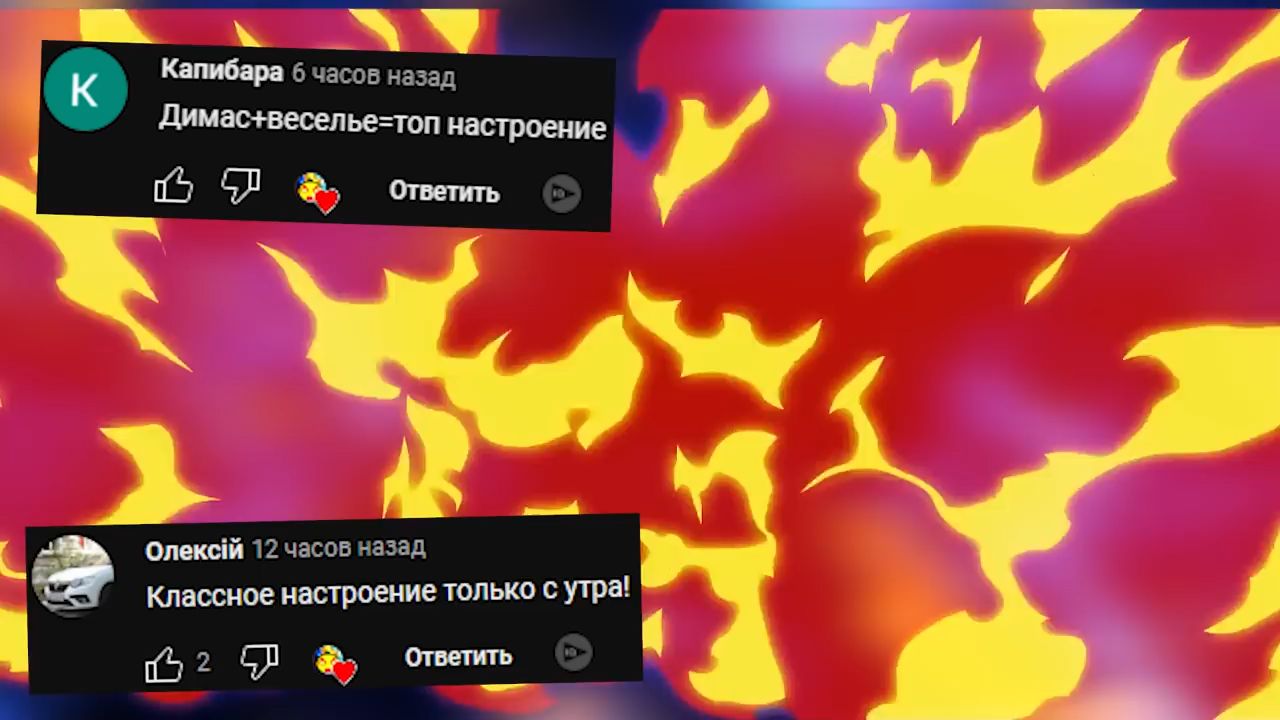 К
Капибара 6 часов назад
Димас+веселье=топ настроение
Ответить
Олексій 12 часов назад
Классное настроение только с утра!
2
Ответить